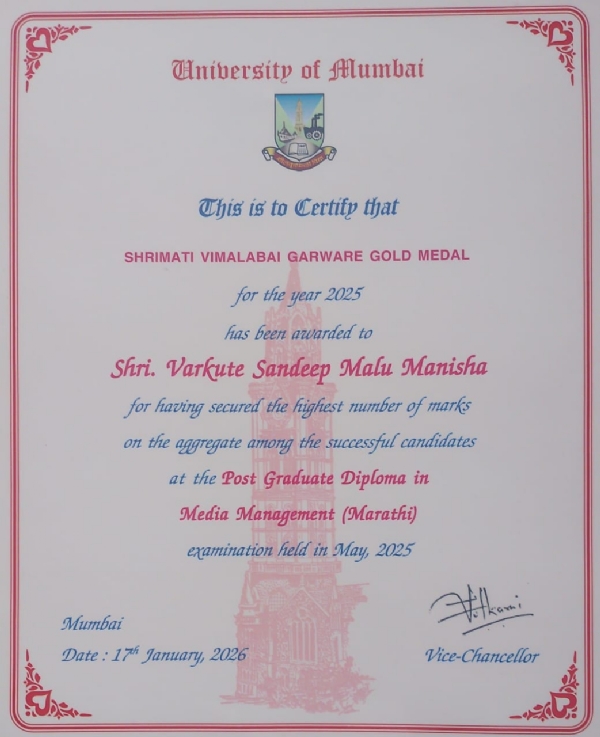 University of Mumbai
This is to Certify that
SHRIMATI VIMALABAI GARWARE GOLD MEDAL
for the year 2025
has been awarded to
Shri. Varkute Sandeep Malu Manisha
for having secured the highest number of marks
on the aggregate among the successful candidates
at the Post Graduate Diploma in
Media Management (Marathi)
examination held in May, 2025
Mumbai
Date : 17th January, 2026
Vice-Chancellor